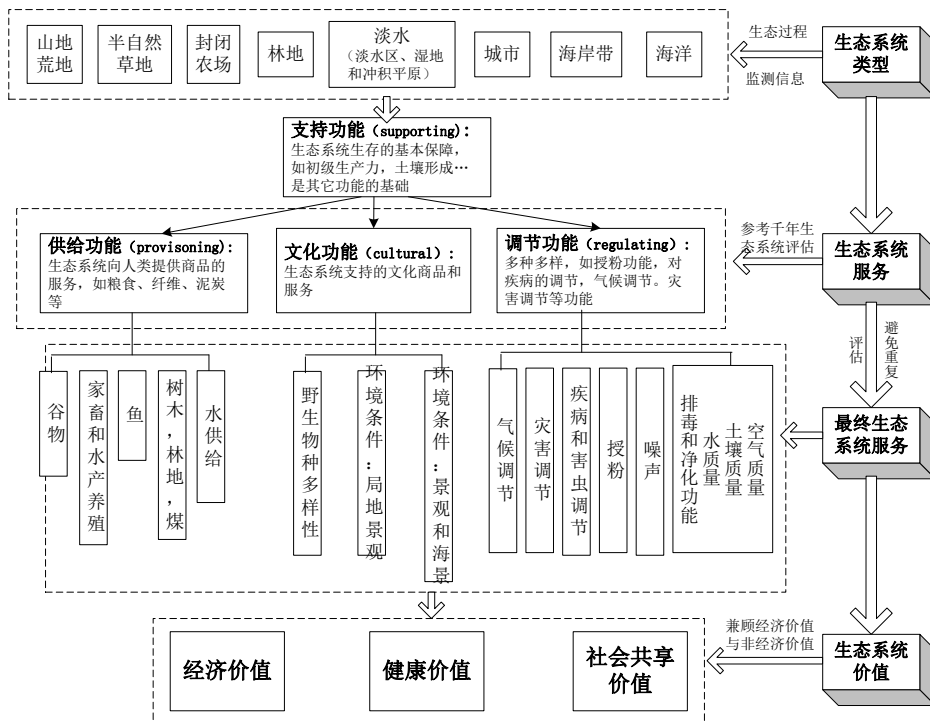 山地
荒地
半自然
草地
封闭
农场
林地
淡水
（淡水区、湿地
和冲积平原）
城市
海岸带
海洋
生态过程
监测信息
生态系统
类型
支持功能（supporting）：
生态系统生存的基本保障，
如初级生产力，土壤形成…
是其它功能的基础
供给功能（provisoning）：
生态系统向人类提供商品的
服务，如粮食、纤维、泥炭
等
文化功能（cultural）
生态系统支持的文化商品和
服务
调节功能（regulating）：
多种多样，如授粉功能，对
疾病的调节，气候调节。灾
害调节等功能
参考千年生
态系统评估
生态系统
服务
评估
避免重复
谷物
家畜和水产养殖
鱼
树木，林地，煤
水供给
野生物种多样性
环境条件：局地景观
环境条件：景观和海景
气候调节
灾害调节
疾病和害虫调节
授粉
噪声
排毒和净化功能
水质量
土壤质量
空气质量
最终生态
系统服务
经济价值
健康价值
社会共享
价值
兼顾经济价值
与非经济价值
生态系统
价值